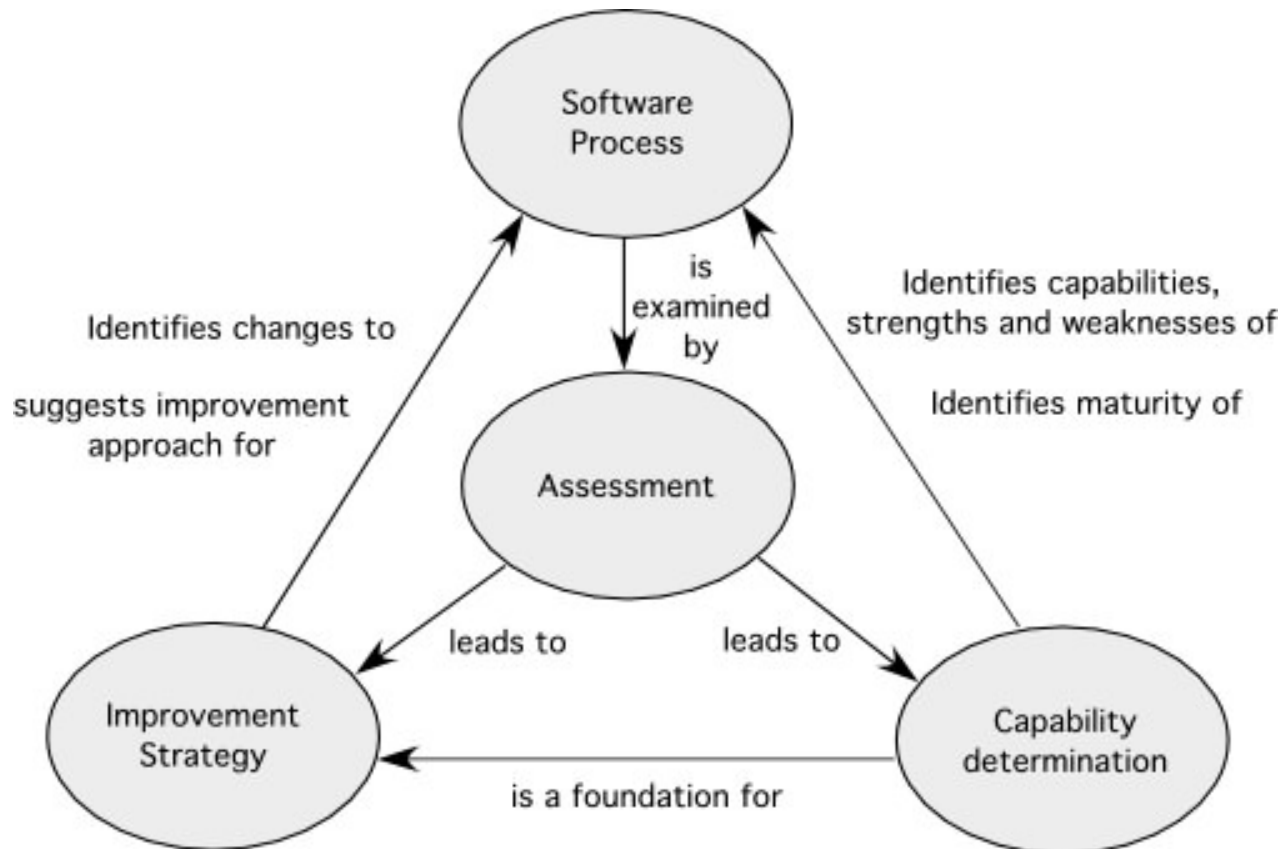 Software
Process
is
examined
by
Identifies capabilities,
strengths and weaknesses of
Identifies maturity of
Identifies changes to
suggests improvement
approach for
Assessment
leads to
leads to
Improvement
Strategy
Capability
determination
is a foundation for